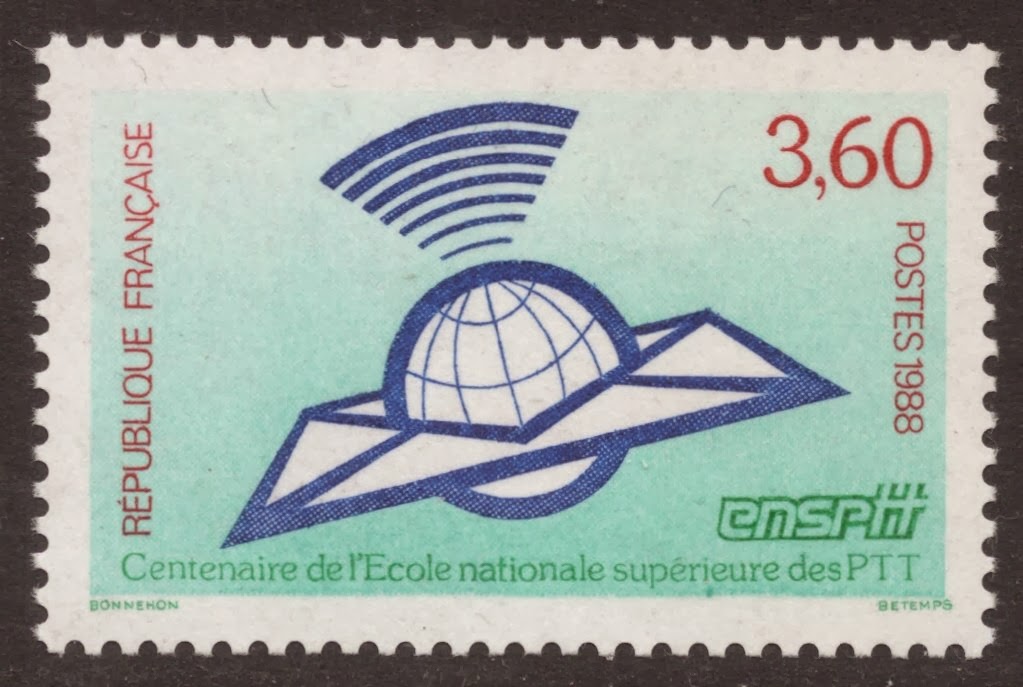 RÉPUBLIQUE FRANÇAISE
3,60
POSTES 1988
ensptt
Centenaire de l'Ecole nationale supérieure des PTT
BONNEHON
BETEMPS